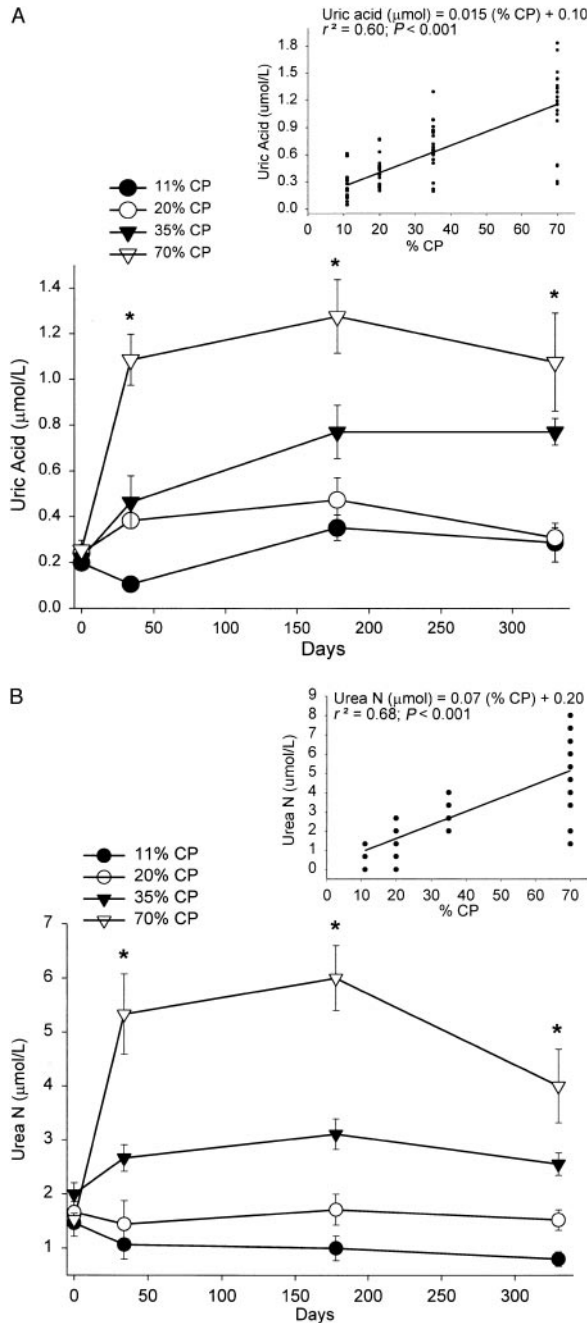 A
Uric acid (μmol) = 0.015 (% CP) + 0.10
r² = 0.60; P < 0.001
1.8
1.5
1.2
0.9
0.6
0.3
0.0
Uric Acid (umol/L)
0 10 20 30 40 50 60 70
% CP
11% CP
20% CP
35% CP
70% CP
1.4
1.2
1.0
0.8
0.6
0.4
0.2
0.0
Uric Acid (μmol/L)
* * *
0 50 100 150 200 250 300
Days
B
Urea N (μmol) = 0.07 (% CP) + 0.20
r² = 0.68; P < 0.001
9
8
7
6
5
4
3
2
1
0
Urea N (umol/L)
0 10 20 30 40 50 60 70
% CP
11% CP
20% CP
35% CP
70% CP
7
6
5
4
3
2
1
Urea N (μmol/L)
* * *
0 50 100 150 200 250 300
Days